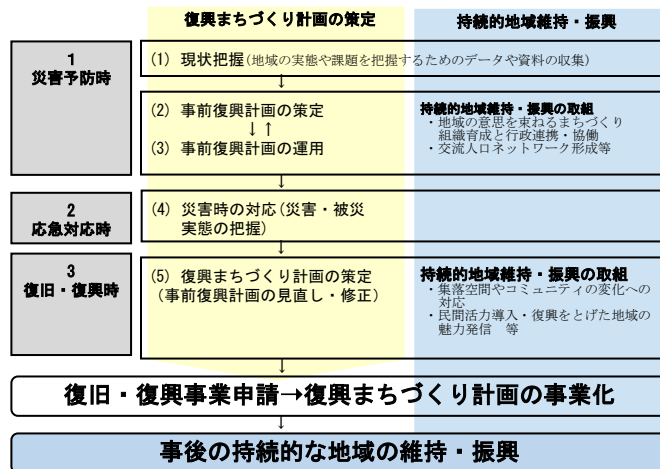 復興まちづくり計画の策定
持続的地域維持・振興
1
災害予防時
(1) 現状把握(地域の実態や課題を把握するためのデータや資料の収集)
↓
(2) 事前復興計画の策定
↓↑
(3) 事前復興計画の運用
持続的地域維持・振興の取組
・地域の意思を束ねるまちづくり
組織育成と行政連携・協働
・交流人口ネットワーク形成等
↓
2
応急対応時
(4) 災害時の対応(災害・被災
実態の把握)
↓
3
復旧・復興時
(5) 復興まちづくり計画の策定
(事前復興計画の見直し・修正)
持続的地域維持・振興の取組
・集落空間やコミュニティの変化への
対応
・民間活力導入・復興をとげた地域の
魅力発信 等
↓
復旧・復興事業申請→復興まちづくり計画の事業化
↓
事後の持続的な地域の維持・振興